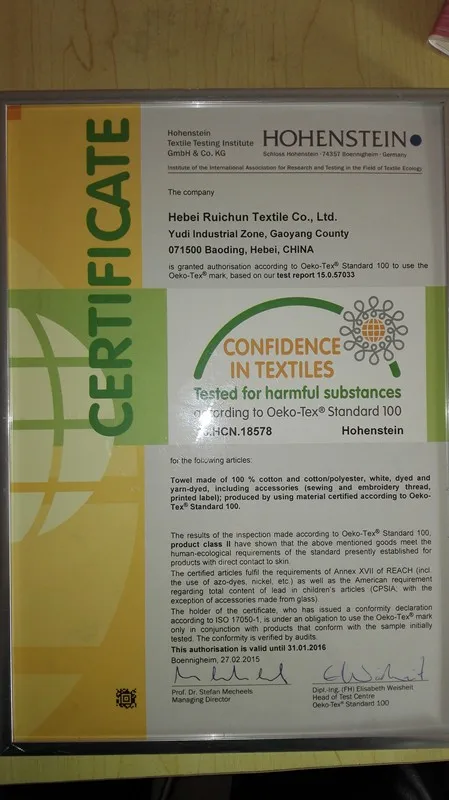 CERTIFICATE
Hohenstein
Textile Testing Institute
GmbH & Co. KG
HOHENSTEIN
Schloss Hohenstein · 74357 Boennigheim · Germany
Institute of the International Association for Research and Testing in the Field of Textile Ecology
The company
Hebei Ruichun Textile Co., Ltd.
Yudi Industrial Zone, Gaoyang County
071500 Baoding, Hebei, CHINA
is granted authorisation according to Oeko-Tex® Standard 100 to use the
Oeko-Tex® mark, based on our test report 15.0.57033
CONFIDENCE
IN TEXTILES
Tested for harmful substances
according to Oeko-Tex® Standard 100
HCN.18578 Hohenstein
for the following articles:
Towel made of 100 % cotton and cotton/polyester, white, dyed and
yarn-dyed, including accessories (sewing and embroidery thread,
printed label); produced by using material certified according to Oeko-
Tex® Standard 100.
The results of the inspection made according to Oeko-Tex® Standard 100,
product class II have shown that the above mentioned goods meet the
human-ecological requirements of the standard presently established for
products with direct contact to skin.
The certified articles fulfil the requirements of Annex XVII of REACH (incl.
the use of azo-dyes, nickel, etc.) as well as the American requirement
regarding total content of lead in children's articles (CPSIA; with the
exception of accessories made from glass).
The holder of the certificate, who has issued a conformity declaration
according to ISO 17050-1, is under an obligation to use the Oeko-Tex® mark
only in conjunction with products that conform with the sample initially
tested. The conformity is verified by audits.
This authorisation is valid until 31.01.2016
Boennigheim, 27.02.2015
Prof. Dr. Stefan Mecheels
Managing Director
Dipl.-Ing. (FH) Elisabeth Weisheit
Head of Test Centre
Oeko-Tex® Standard 100